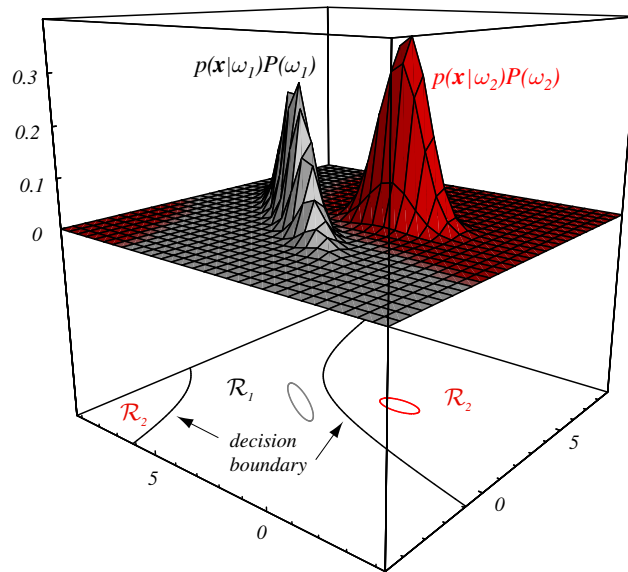 0.3
p(x|ω₁)P(ω₁)
p(x|ω₂)P(ω₂)
0.2
0.1
0
R₁
R₂
R₂
decision
boundary
5
5
0
0